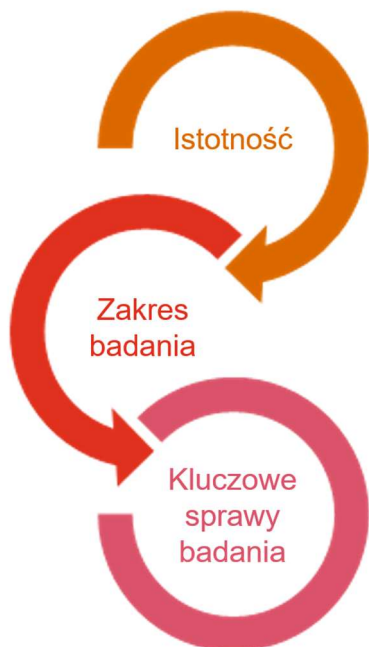 Istotność
Zakres
badania
Kluczowe
sprawy
badania